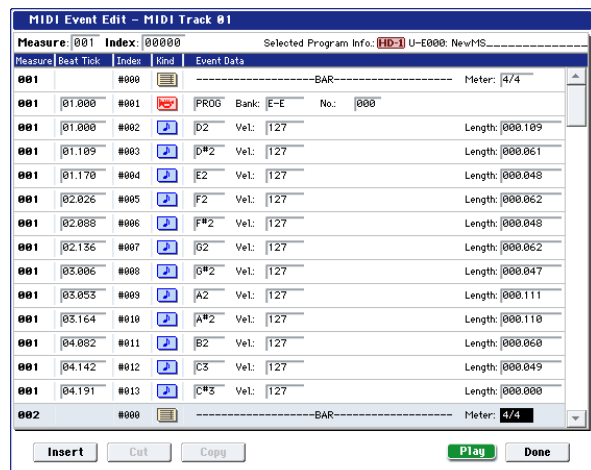 MIDI Event Edit – MIDI Track 01
Measure: 001 Index: 00000 Selected Program Info.: HD-1 U-E000: NewMS_______________
Measure Beat Tick Index Kind Event Data
001 #000 --------------------BAR-------------------- Meter: 4/4
001 01.000 #001 PROG Bank: E-E No.: 000
001 01.000 #002 D2 Vel.: 127 Length: 000.109
001 01.109 #003 D#2 Vel.: 127 Length: 000.061
001 01.170 #004 E2 Vel.: 127 Length: 000.048
001 02.026 #005 F2 Vel.: 127 Length: 000.062
001 02.088 #006 F#2 Vel.: 127 Length: 000.048
001 02.136 #007 G2 Vel.: 127 Length: 000.062
001 03.006 #008 G#2 Vel.: 127 Length: 000.047
001 03.053 #009 A2 Vel.: 127 Length: 000.111
001 03.164 #010 A#2 Vel.: 127 Length: 000.110
001 04.082 #011 B2 Vel.: 127 Length: 000.060
001 04.142 #012 C3 Vel.: 127 Length: 000.049
001 04.191 #013 C#3 Vel.: 127 Length: 000.000
002 #000 --------------------BAR-------------------- Meter: 4/4
Insert Cut Copy Play Done